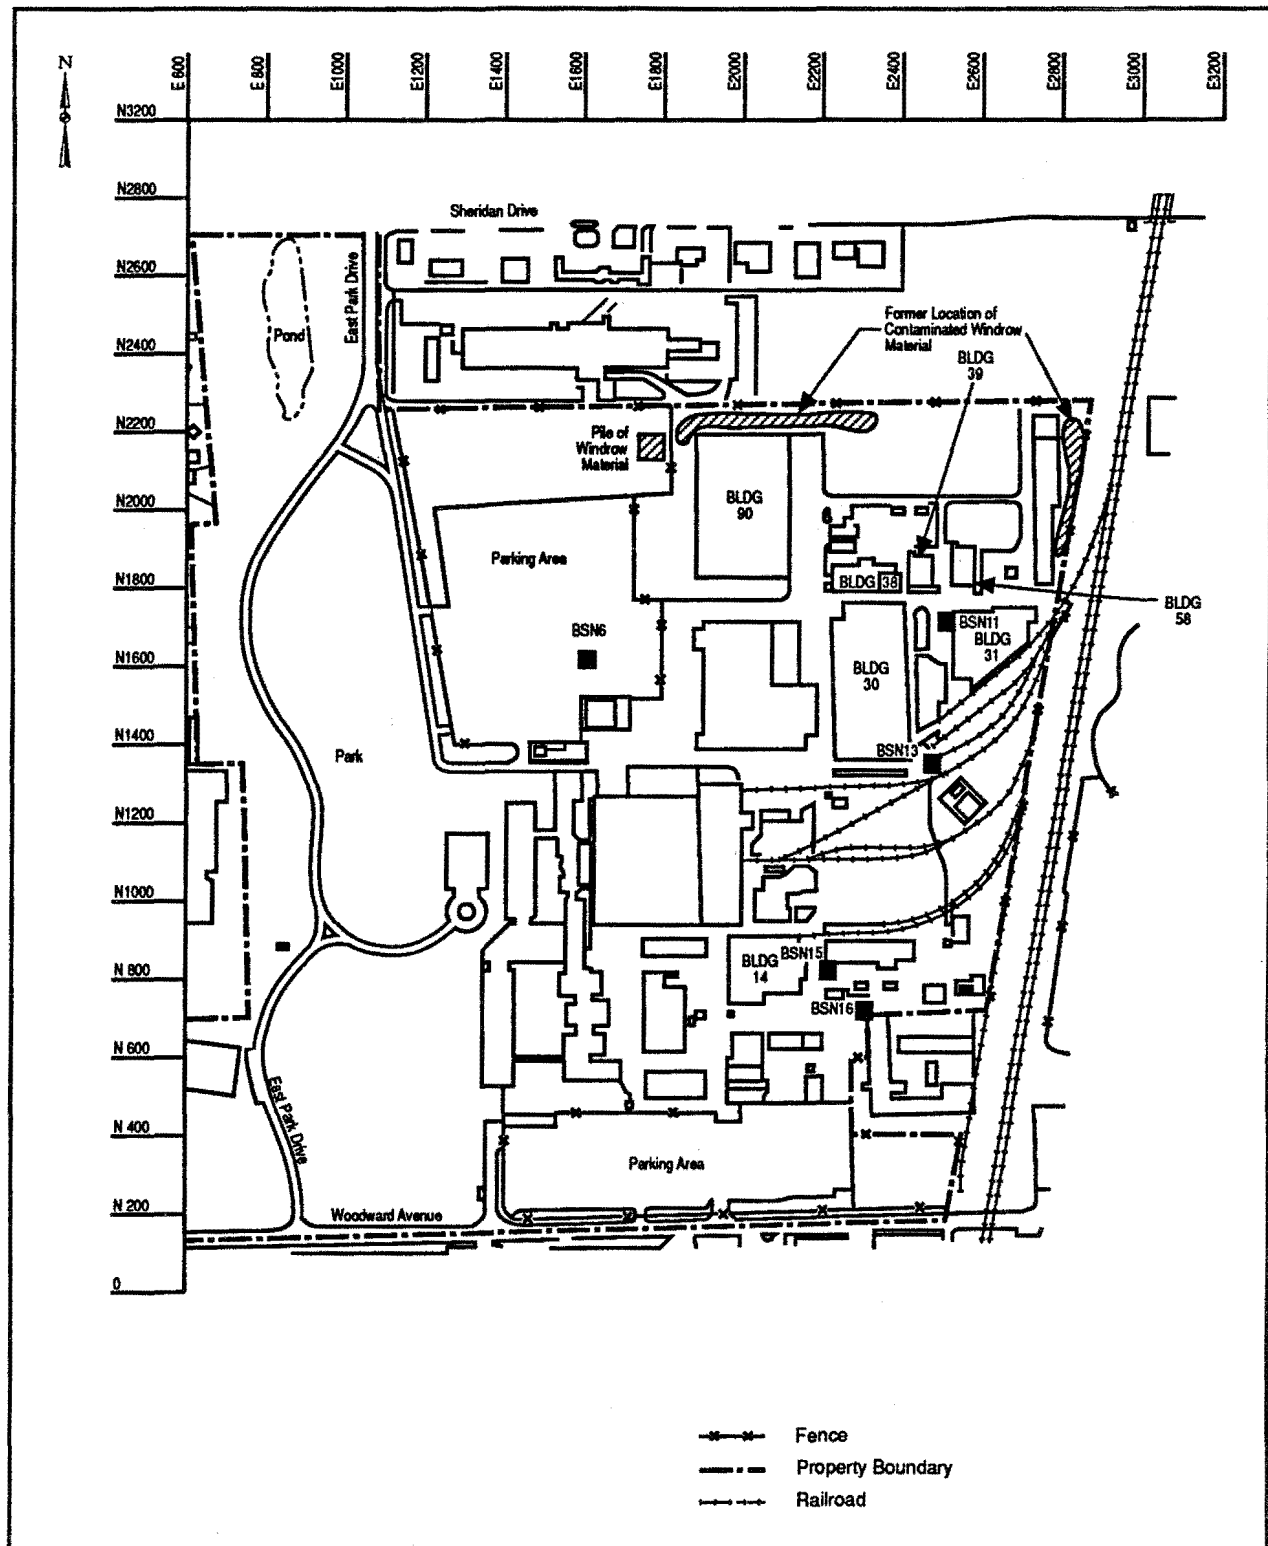 N
E 600
E 800
E1000
E1200
E1400
E1600
E1800
E2000
E2200
E2400
E2600
E2800
E3000
E3200
N3200
N2800
N2600
N2400
N2200
N2000
N1800
N1600
N1400
N1200
N1000
N 800
N 600
N 400
N 200
0
Sheridan Drive
East Park Drive
Pond
Former Location of
Contaminated Windrow
Material
BLDG
39
Pile of
Windrow
Material
BLDG
90
Parking Area
BLDG 38
BLDG
58
BSN6
BSN11
BLDG
31
BLDG
30
BSN13
Park
BSN15
BLDG
14
BSN16
East Park Drive
Parking Area
Woodward Avenue
Fence
Property Boundary
Railroad